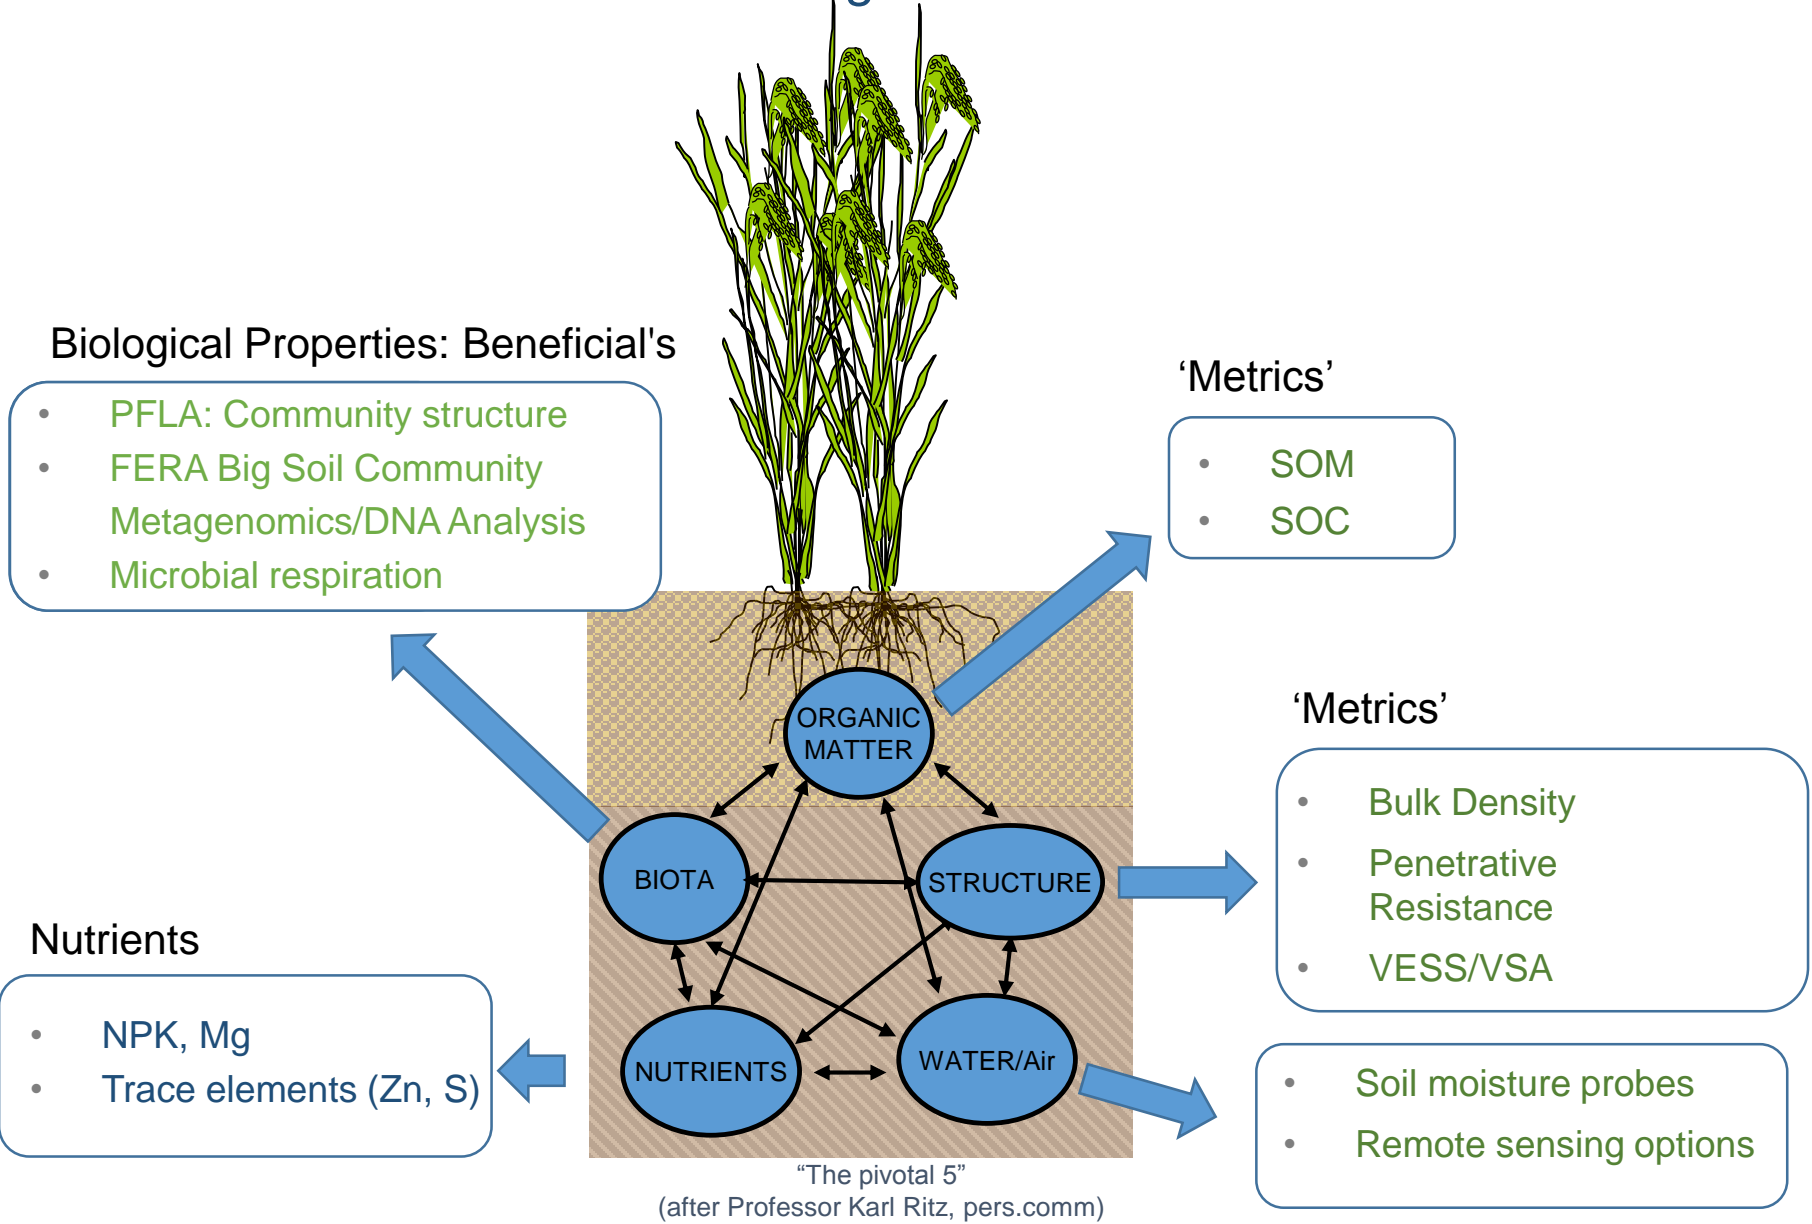 Biological Properties: Beneficial's
• PFLA: Community structure
• FERA Big Soil Community
Metagenomics/DNA Analysis
• Microbial respiration
‘Metrics’
• SOM
• SOC
‘Metrics’
• Bulk Density
• Penetrative
Resistance
• VESS/VSA
• Soil moisture probes
• Remote sensing options
Nutrients
• NPK, Mg
• Trace elements (Zn, S)
ORGANIC
MATTER
BIOTA
STRUCTURE
NUTRIENTS
WATER/Air
“The pivotal 5”
(after Professor Karl Ritz, pers.comm)